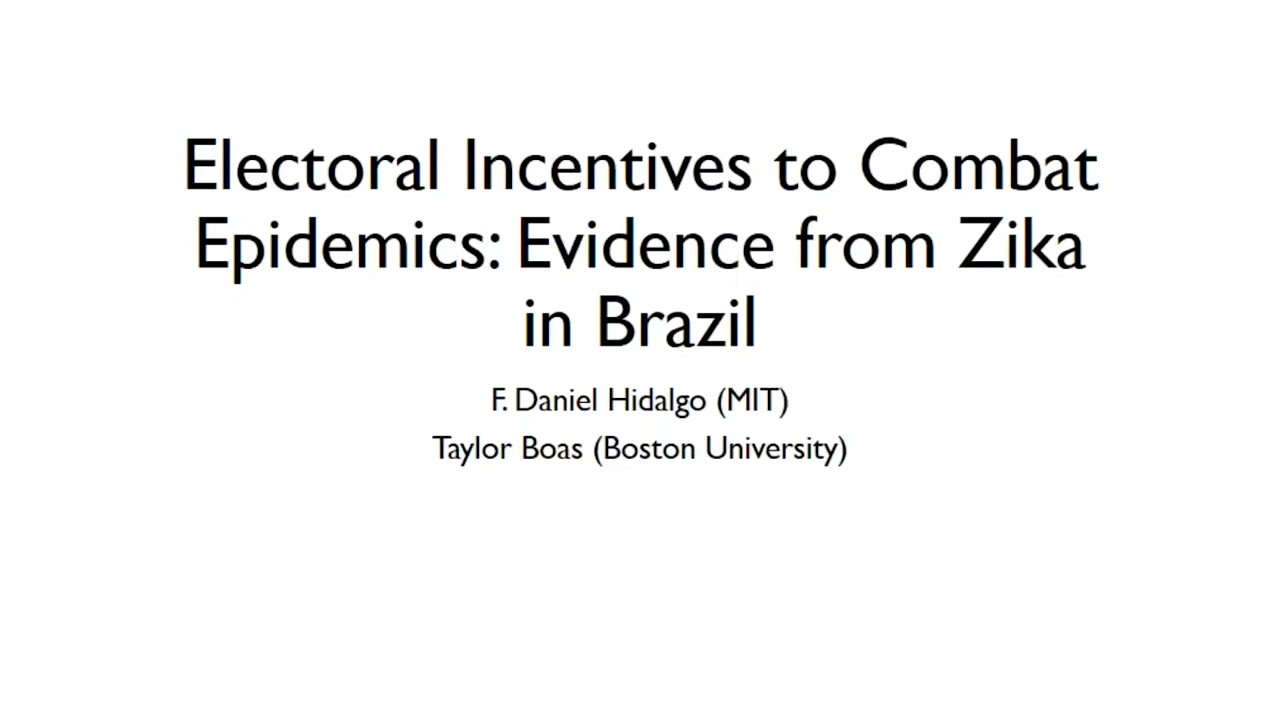 Electoral Incentives to Combat
Epidemics: Evidence from Zika
in Brazil
F. Daniel Hidalgo (MIT)
Taylor Boas (Boston University)